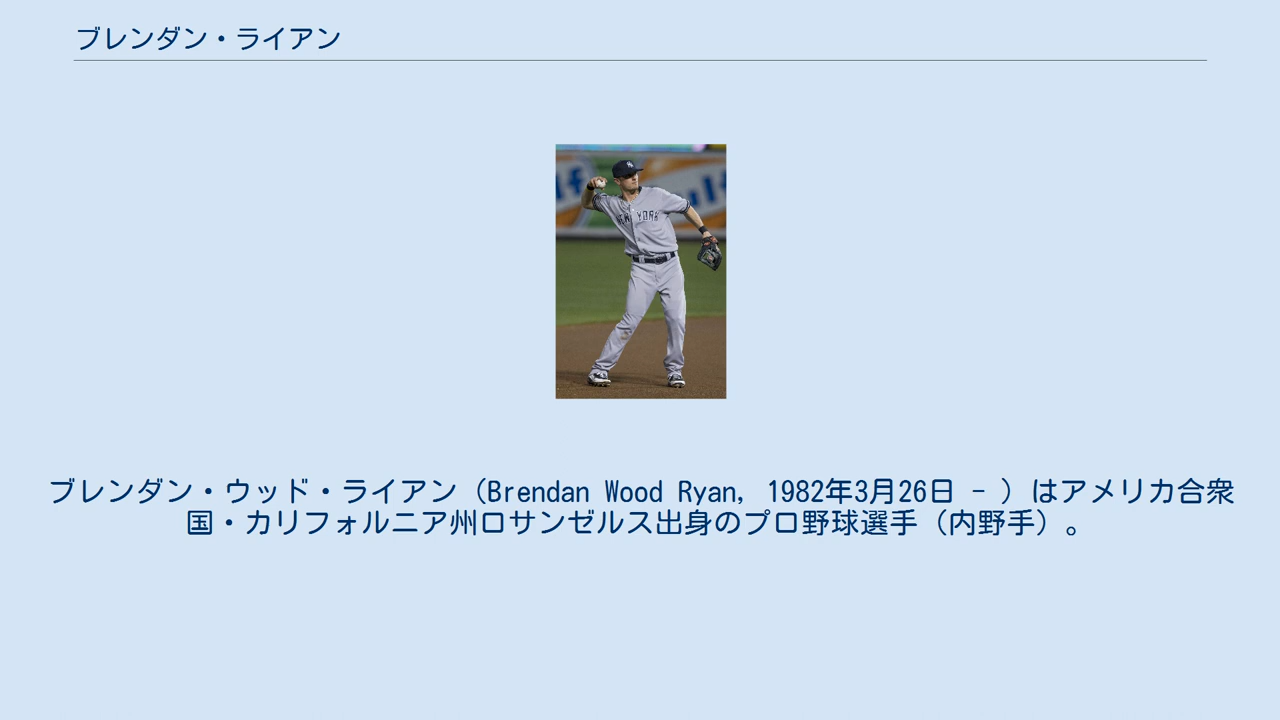 ブレンダン・ライアン
NEW YORK
ブレンダン・ウッド・ライアン（Brendan Wood Ryan, 1982年3月26日 - ）はアメリカ合衆
国・カリフォルニア州ロサンゼルス出身のプロ野球選手（内野手）。